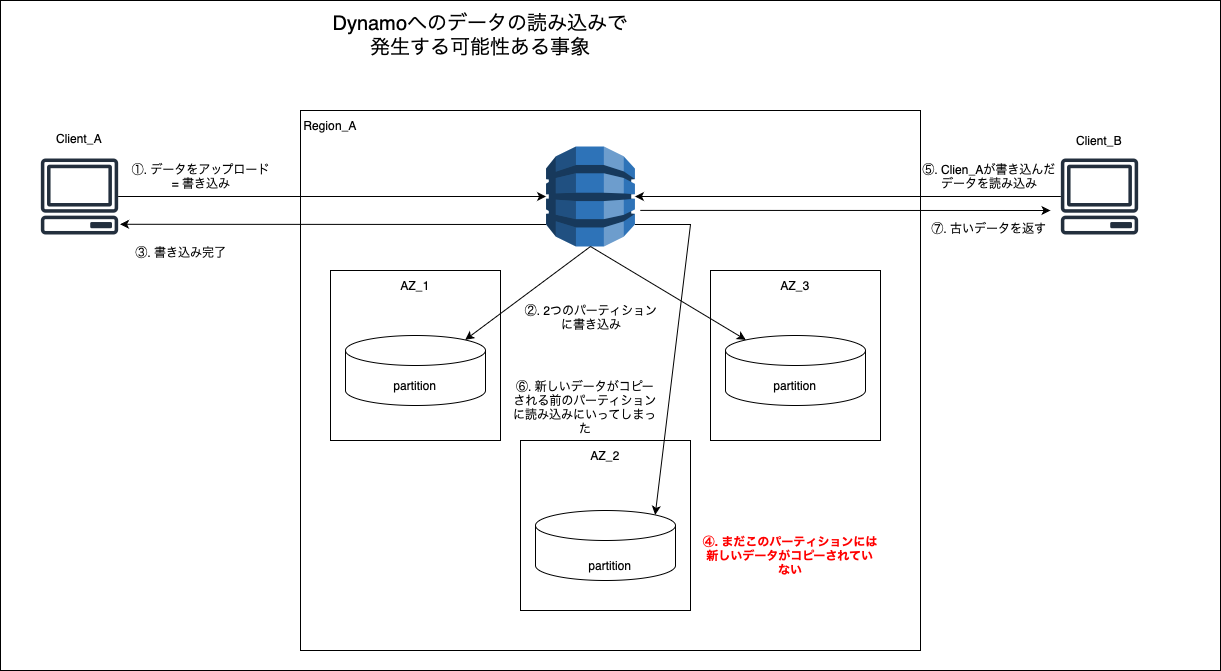 Dynamoへのデータの読み込みで
発生する可能性ある事象
Client_A
Region_A
Client_B
①. データをアップロード
= 書き込み
⑤. Clien_Aが書き込んだ
データを読み込み
③. 書き込み完了
⑦. 古いデータを返す
AZ_1
AZ_3
②. 2つのパーティション
に書き込み
partition
partition
⑥. 新しいデータがコピー
される前のパーティション
に読み込みにいってしまっ
た
AZ_2
④. まだこのパーティションには
新しいデータがコピーされてい
ない
partition